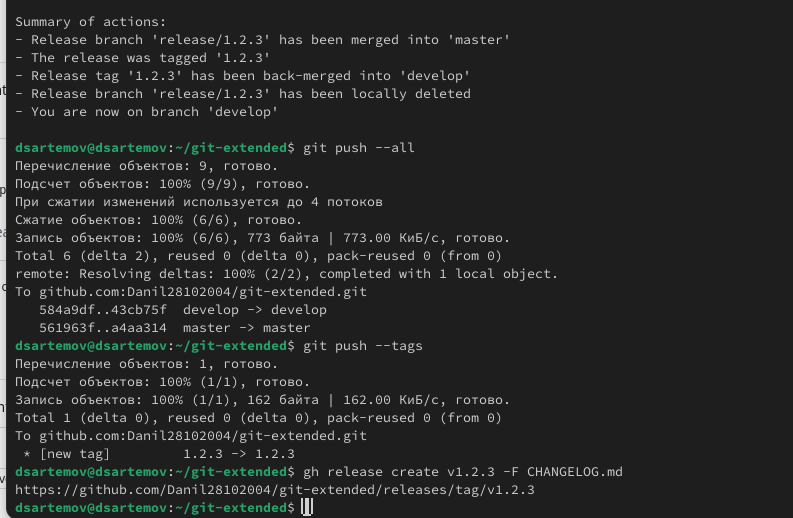 Summary of actions:
- Release branch 'release/1.2.3' has been merged into 'master'
- The release was tagged '1.2.3'
- Release tag '1.2.3' has been back-merged into 'develop'
- Release branch 'release/1.2.3' has been locally deleted
- You are now on branch 'develop'
dsartemov@dsartemov:~/git-extended$ git push --all
Перечисление объектов: 9, готово.
Подсчет объектов: 100% (9/9), готово.
При сжатии изменений используется до 4 потоков
Сжатие объектов: 100% (6/6), готово.
Запись объектов: 100% (6/6), 773 байта | 773.00 КиБ/с, готово.
Total 6 (delta 2), reused 0 (delta 0), pack-reused 0 (from 0)
remote: Resolving deltas: 100% (2/2), completed with 1 local object.
To github.com:Danil28102004/git-extended.git
   584a9df..43cb75f  develop -> develop
   561963f..a4aa314  master -> master
dsartemov@dsartemov:~/git-extended$ git push --tags
Перечисление объектов: 1, готово.
Подсчет объектов: 100% (1/1), готово.
Запись объектов: 100% (1/1), 162 байта | 162.00 КиБ/с, готово.
Total 1 (delta 0), reused 0 (delta 0), pack-reused 0 (from 0)
To github.com:Danil28102004/git-extended.git
 * [new tag]         1.2.3 -> 1.2.3
dsartemov@dsartemov:~/git-extended$ gh release create v1.2.3 -F CHANGELOG.md
https://github.com/Danil28102004/git-extended/releases/tag/v1.2.3
dsartemov@dsartemov:~/git-extended$